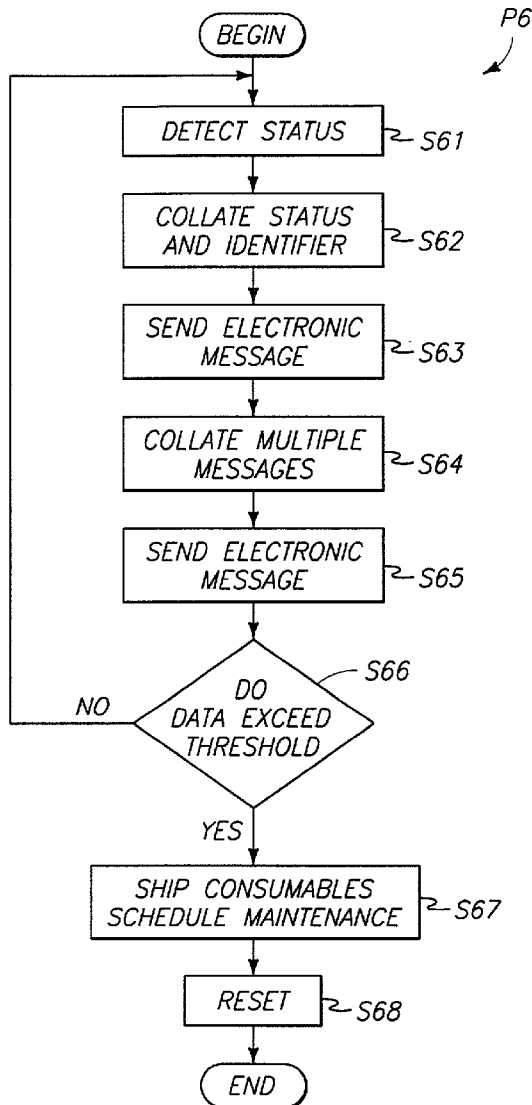 P6
BEGIN
DETECT STATUS
S61
COLLATE STATUS
AND IDENTIFIER
S62
SEND ELECTRONIC
MESSAGE
S63
COLLATE MULTIPLE
MESSAGES
S64
SEND ELECTRONIC
MESSAGE
S65
S66
DO
DATA EXCEED
THRESHOLD
NO
YES
SHIP CONSUMABLES
SCHEDULE MAINTENANCE
S67
RESET
S68
END